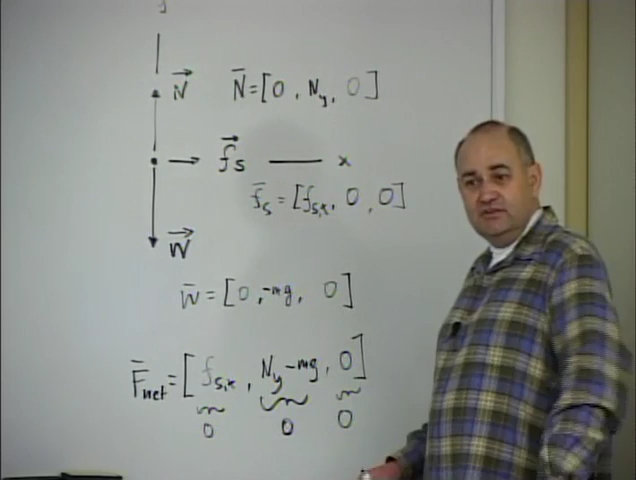 N⃗ N̄=[0, Ny, 0]
f⃗s x
f̄s=[fs,x, 0, 0]
W⃗
W̄=[0, -mg, 0]
F̄net=[fs,x, Ny-mg, 0]
0 0 0